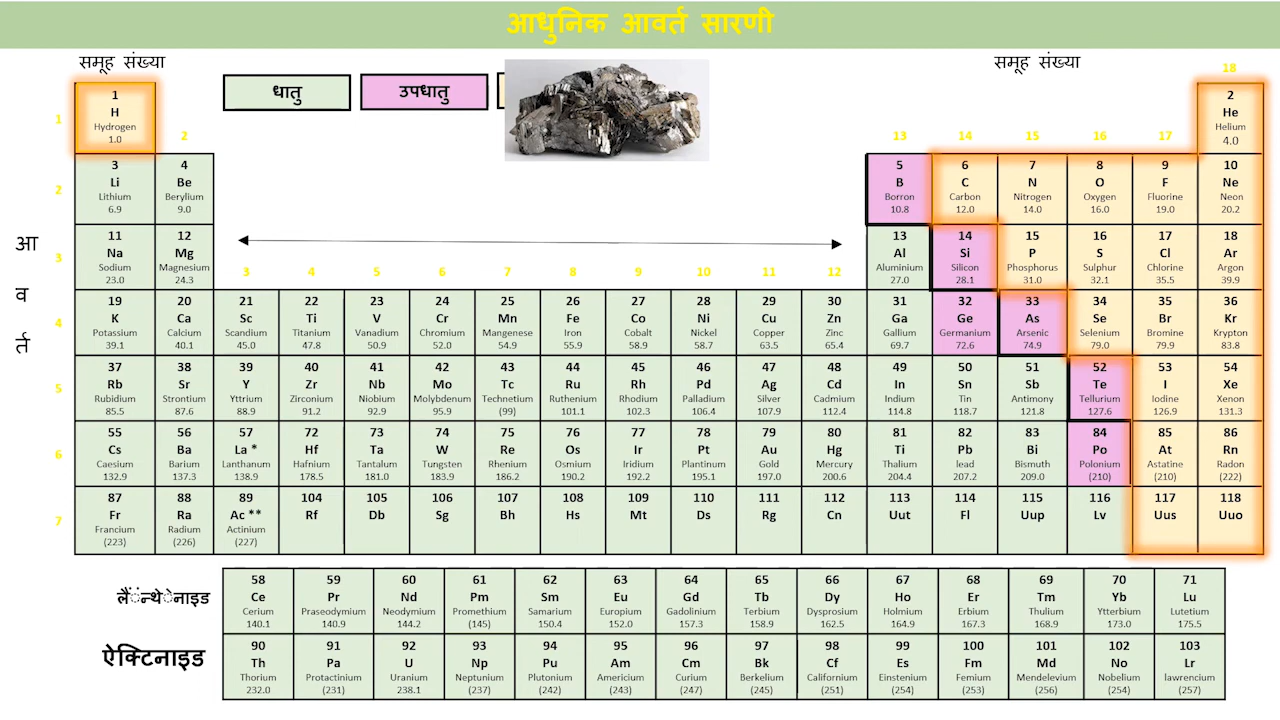 आधुनिक आवर्त सारणी
समूह संख्या
समूह संख्या
18
धातु
उपधातु
1
1
H
Hydrogen
1.0
2
13
14
15
16
17
2
He
Helium
4.0
2
3
Li
Lithium
6.9
4
Be
Berylium
9.0
5
B
Borron
10.8
6
C
Carbon
12.0
7
N
Nitrogen
14.0
8
O
Oxygen
16.0
9
F
Fluorine
19.0
10
Ne
Neon
20.2
आ
व
र्त
3
11
Na
Sodium
23.0
12
Mg
Magnesium
24.3
3
4
5
6
7
8
9
10
11
12
13
Al
Aluminium
27.0
14
Si
Silicon
28.1
15
P
Phosphorus
31.0
16
S
Sulphur
32.1
17
Cl
Chlorine
35.5
18
Ar
Argon
39.9
4
19
K
Potassium
39.1
20
Ca
Calcium
40.1
21
Sc
Scandium
45.0
22
Ti
Titanium
47.8
23
V
Vanadium
50.9
24
Cr
Chromium
52.0
25
Mn
Mangenese
54.9
26
Fe
Iron
55.9
27
Co
Cobalt
58.9
28
Ni
Nickel
58.7
29
Cu
Copper
63.5
30
Zn
Zinc
65.4
31
Ga
Gallium
69.7
32
Ge
Germanium
72.6
33
As
Arsenic
74.9
34
Se
Selenium
79.0
35
Br
Bromine
79.9
36
Kr
Krypton
83.8
5
37
Rb
Rubidium
85.5
38
Sr
Strontium
87.6
39
Y
Yttrium
88.9
40
Zr
Zirconium
91.2
41
Nb
Niobium
92.9
42
Mo
Molybdenum
95.9
43
Tc
Technetium
(99)
44
Ru
Ruthenium
101.1
45
Rh
Rhodium
102.3
46
Pd
Palladium
106.4
47
Ag
Silver
107.9
48
Cd
Cadmium
112.4
49
In
Indium
114.8
50
Sn
Tin
118.7
51
Sb
Antimony
121.8
52
Te
Tellurium
127.6
53
I
Iodine
126.9
54
Xe
Xenon
131.3
6
55
Cs
Caesium
132.9
56
Ba
Barium
137.3
57
La *
Lanthanum
138.9
72
Hf
Hafnium
178.5
73
Ta
Tantalum
181.0
74
W
Tungsten
183.9
75
Re
Rhenium
186.2
76
Os
Osmium
190.2
77
Ir
Iridium
192.2
78
Pt
Plantinum
195.1
79
Au
Gold
197.0
80
Hg
Mercury
200.6
81
Ti
Thalium
204.4
82
Pb
lead
207.2
83
Bi
Bismuth
209.0
84
Po
Polonium
(210)
85
At
Astatine
(210)
86
Rn
Radon
(222)
7
87
Fr
Francium
(223)
88
Ra
Radium
(226)
89
Ac **
Actinium
(227)
104
Rf
105
Db
106
Sg
107
Bh
108
Hs
109
Mt
110
Ds
111
Rg
112
Cn
113
Uut
114
Fl
115
Uup
116
Lv
117
Uus
118
Uuo
लैंंन्थेेनाइड
58
Ce
Cerium
140.1
59
Pr
Praseodymium
140.9
60
Nd
Neodymium
144.2
61
Pm
Promethium
(145)
62
Sm
Samarium
150.4
63
Eu
Europium
152.0
64
Gd
Gadolinium
157.3
65
Tb
Terbium
158.9
66
Dy
Dysprosium
162.5
67
Ho
Holmium
164.9
68
Er
Erbium
167.3
69
Tm
Thulium
168.9
70
Yb
Ytterbium
173.0
71
Lu
Lutetium
175.5
ऐक्टिनाइड
90
Th
Thorium
232.0
91
Pa
Protactinium
(231)
92
U
Uranium
238.1
93
Np
Neptunium
(237)
94
Pu
Plutonium
(242)
95
Am
Americium
(243)
96
Cm
Curium
(247)
97
Bk
Berkelium
(245)
98
Cf
Californium
(251)
99
Es
Einstenium
(254)
100
Fm
Femium
(253)
101
Md
Mendelevium
(256)
102
No
Nobelium
(254)
103
Lr
lawrencium
(257)